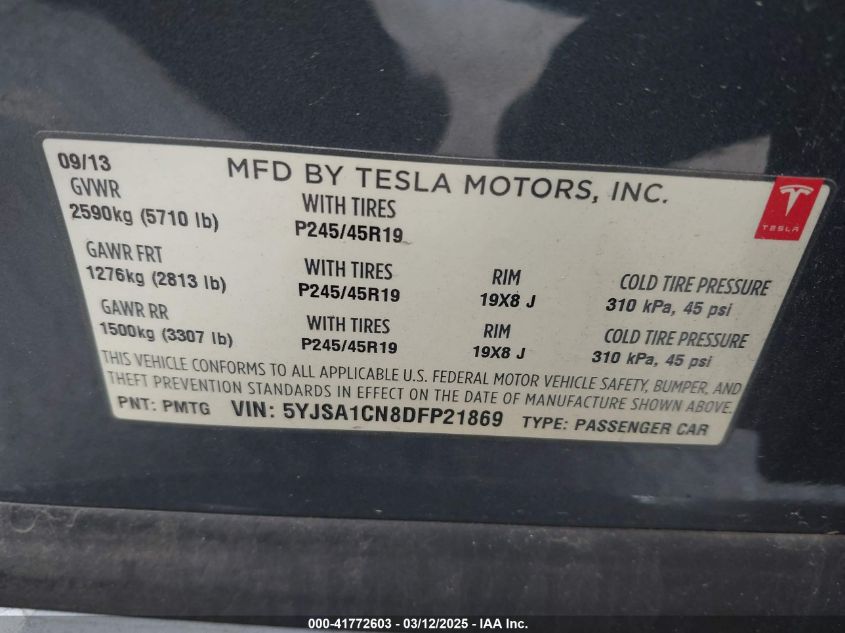 09/13
MFD BY TESLA MOTORS, INC.
GVWR
2590kg (5710 lb)
WITH TIRES
P245/45R19
TESLA
GAWR FRT
1276kg (2813 lb)
WITH TIRES
P245/45R19
RIM
19X8 J
COLD TIRE PRESSURE
310 kPa, 45 psi
GAWR RR
1500kg (3307 lb)
WITH TIRES
P245/45R19
RIM
19X8 J
COLD TIRE PRESSURE
310 kPa, 45 psi
THIS VEHICLE CONFORMS TO ALL APPLICABLE U.S. FEDERAL MOTOR VEHICLE SAFETY, BUMPER, AND
THEFT PREVENTION STANDARDS IN EFFECT ON THE DATE OF MANUFACTURE SHOWN ABOVE.
PNT: PMTG VIN: 5YJSA1CN8DFP21869 TYPE: PASSENGER CAR
000-41772603 - 03/12/2025 - IAA Inc.